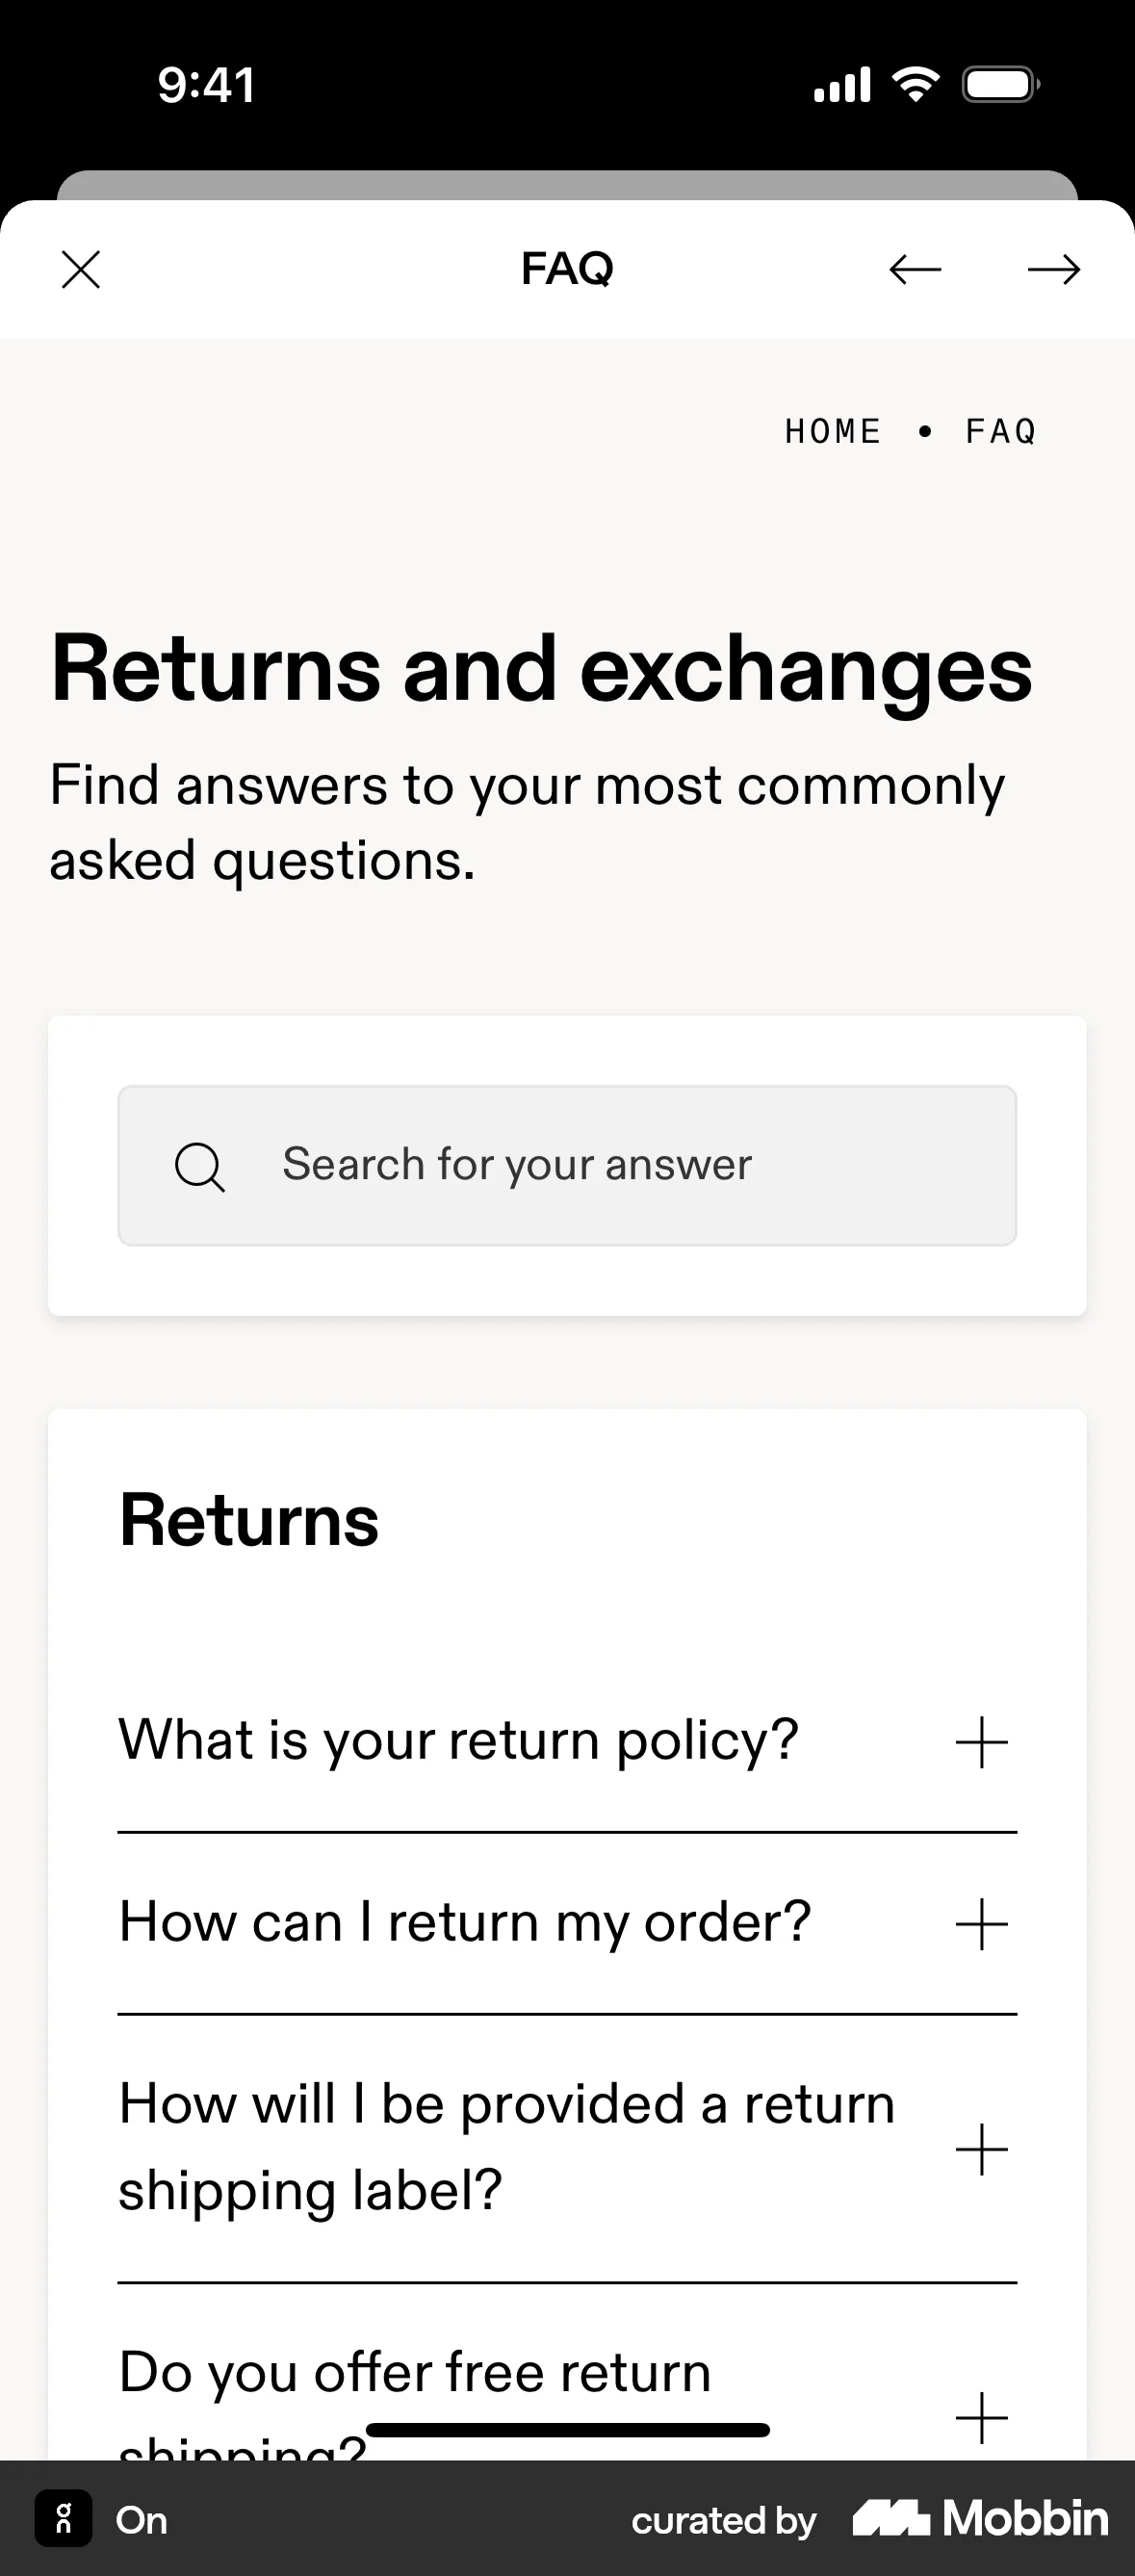 9:41
FAQ
HOME • FAQ
Returns and exchanges
Find answers to your most commonly
asked questions.
Search for your answer
Returns
What is your return policy?
How can I return my order?
How will I be provided a return
shipping label?
Do you offer free return
shipping?
On
curated by Mobbin